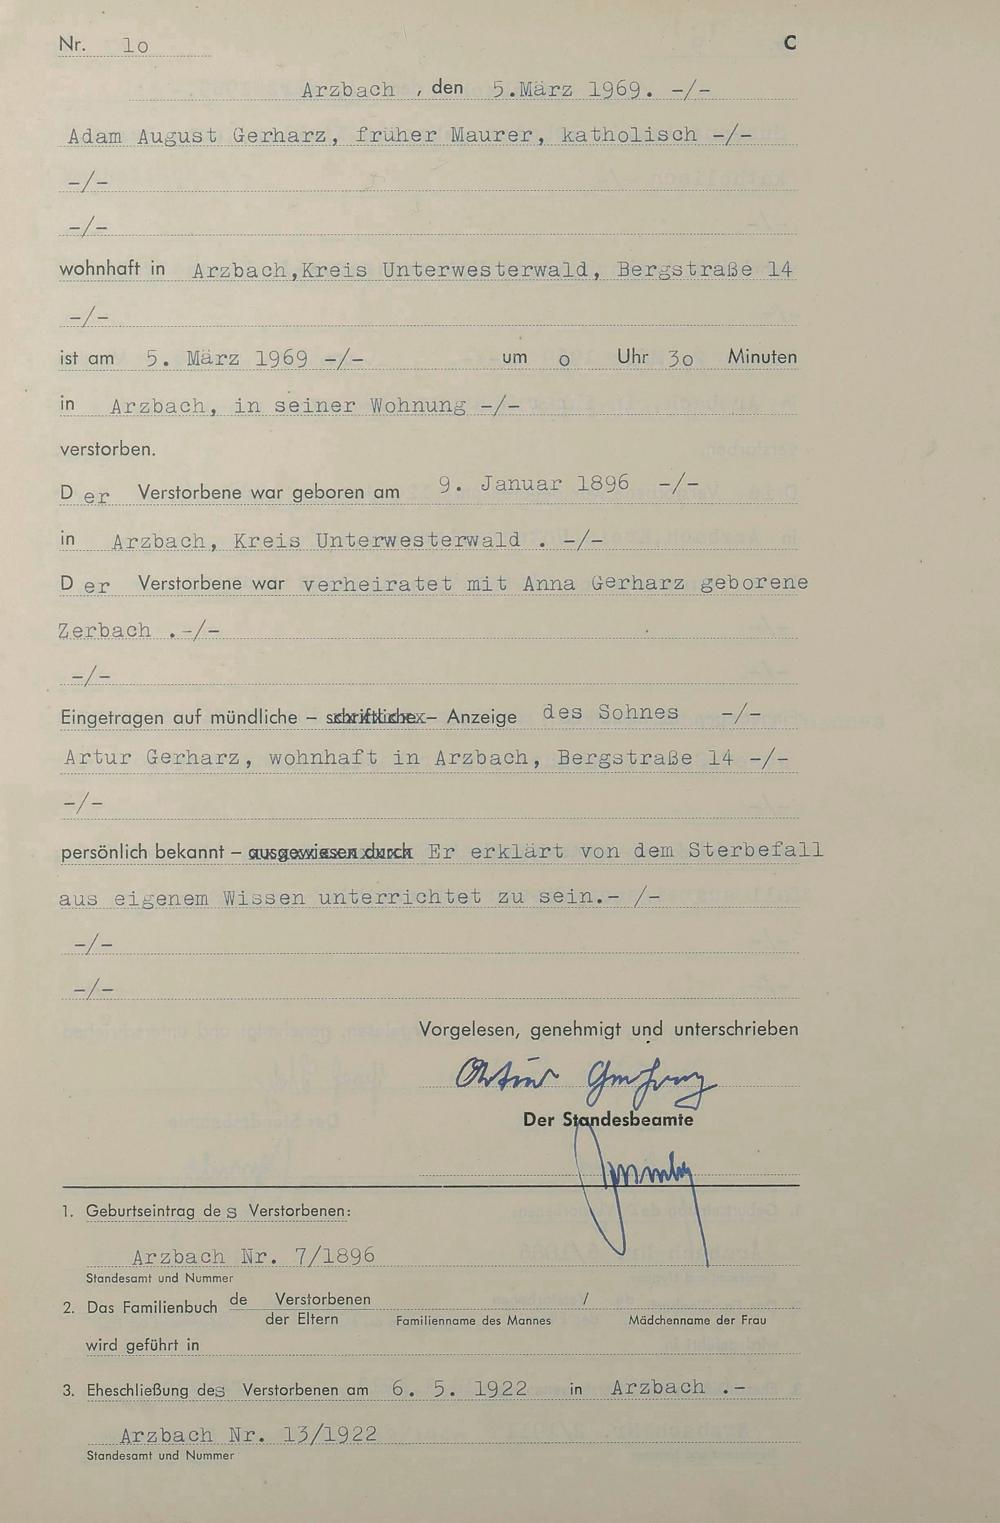 Nr. 1o C
Arzbach , den 5.März 1969. -/-
Adam August Gerharz, früher Maurer, katholisch -/-
-/-
-/-
wohnhaft in Arzbach,Kreis Unterwesterwald, Bergstraße 14
-/-
ist am 5. März 1969 -/- um o Uhr 3o Minuten
in Arzbach, in seiner Wohnung -/-
verstorben.
D er Verstorbene war geboren am 9. Januar 1896 -/-
in Arzbach, Kreis Unterwesterwald . -/-
D er Verstorbene war verheiratet mit Anna Gerharz geborene
Zerbach .-/-
-/-
Eingetragen auf mündliche – schriftliche – Anzeige des Sohnes -/-
Artur Gerharz, wohnhaft in Arzbach, Bergstraße 14 -/-
-/-
persönlich bekannt – ausgewiesen durch Er erklärt von dem Sterbefall
aus eigenem Wissen unterrichtet zu sein.- /-
-/-
-/-
Vorgelesen, genehmigt und unterschrieben
Artur Gerharz
Der Standesbeamte
1. Geburtseintrag des Verstorbenen:
Arzbach Nr. 7/1896
Standesamt und Nummer
2. Das Familienbuch de Verstorbenen /
der Eltern Familienname des Mannes Mädchenname der Frau
wird geführt in
3. Eheschließung des Verstorbenen am 6. 5. 1922 in Arzbach .-
Arzbach Nr. 13/1922
Standesamt und Nummer